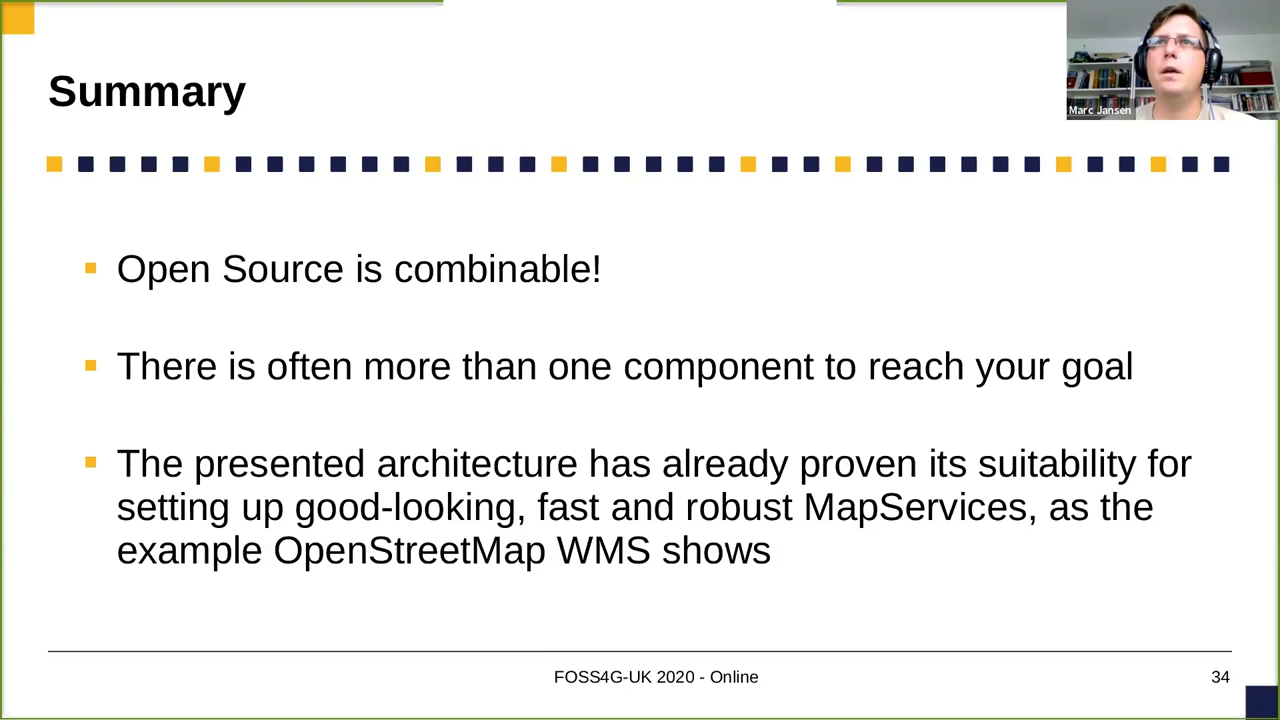 Marc Jansen
Summary
Open Source is combinable!
There is often more than one component to reach your goal
The presented architecture has already proven its suitability for
setting up good-looking, fast and robust MapServices, as the
example OpenStreetMap WMS shows
FOSS4G-UK 2020 - Online
34